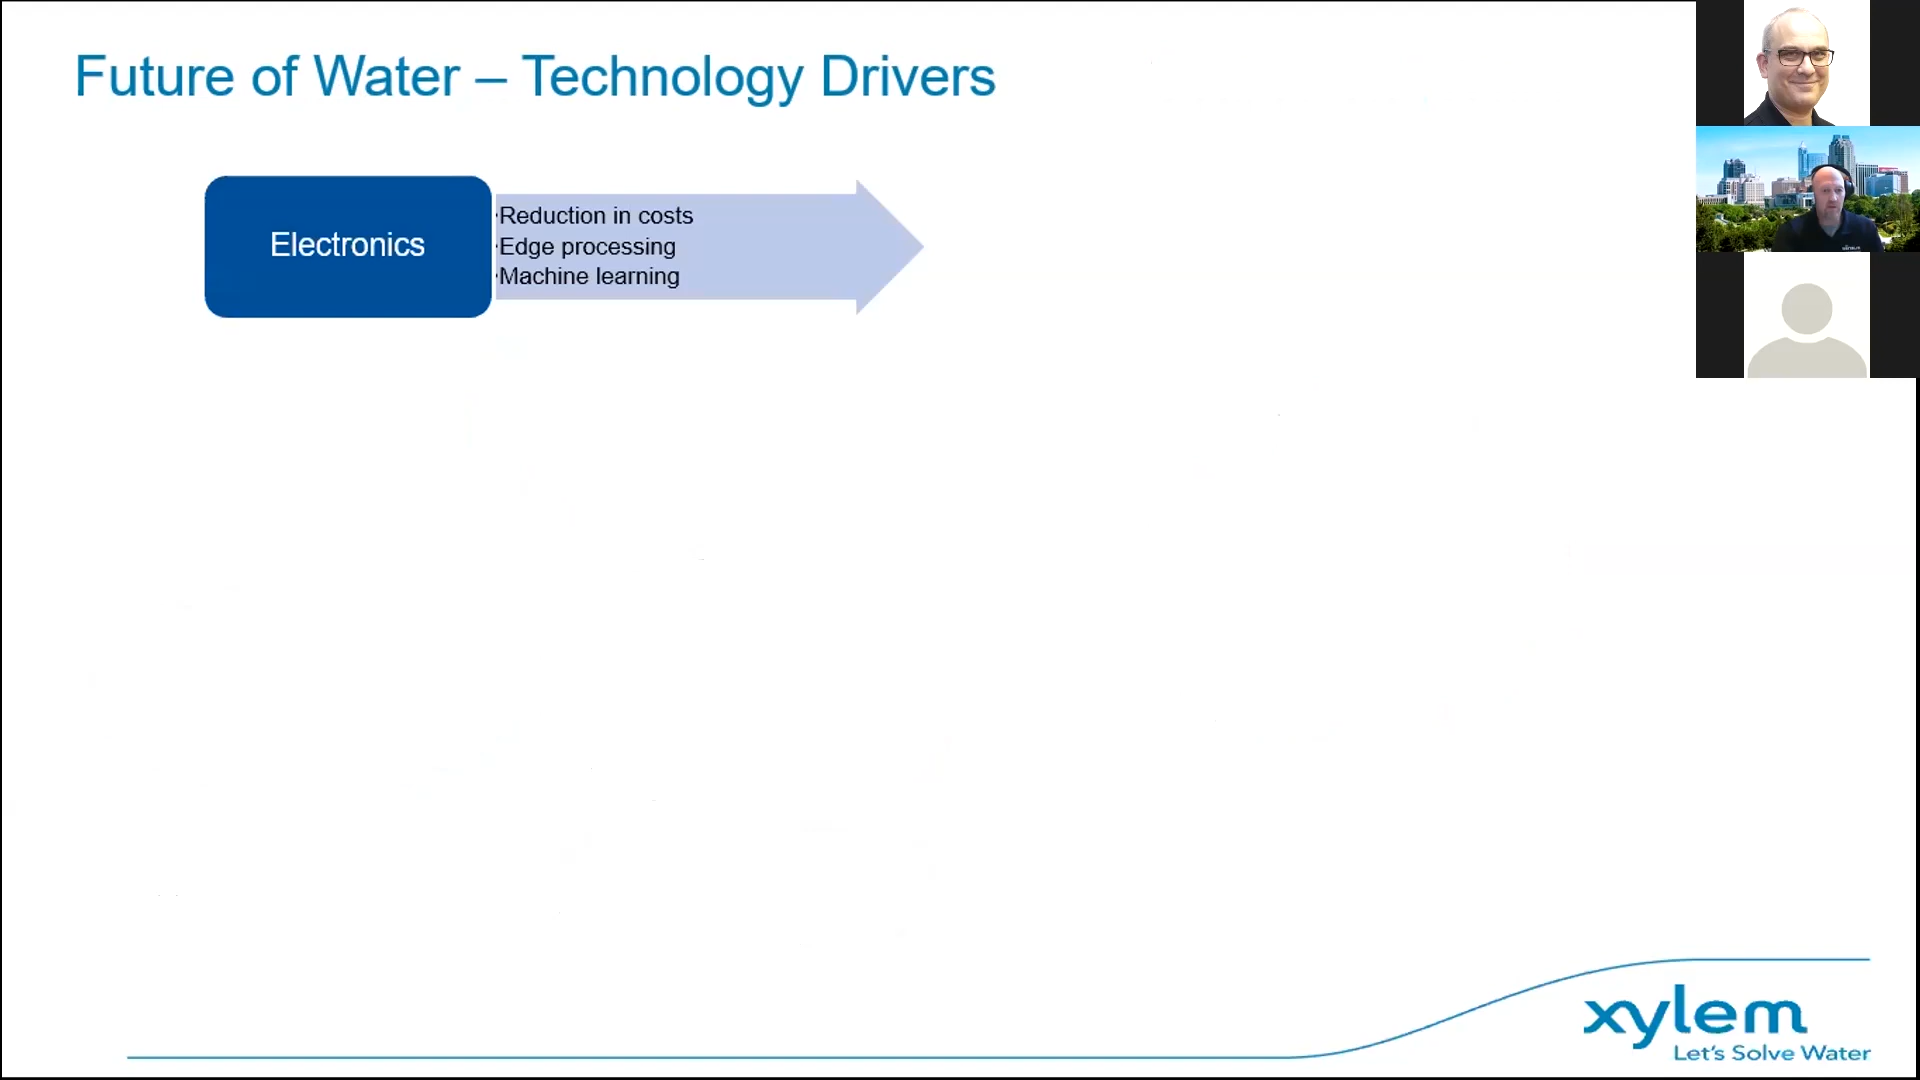 Future of Water – Technology Drivers
Electronics
•Reduction in costs
•Edge processing
•Machine learning
xylem
Let's Solve Water